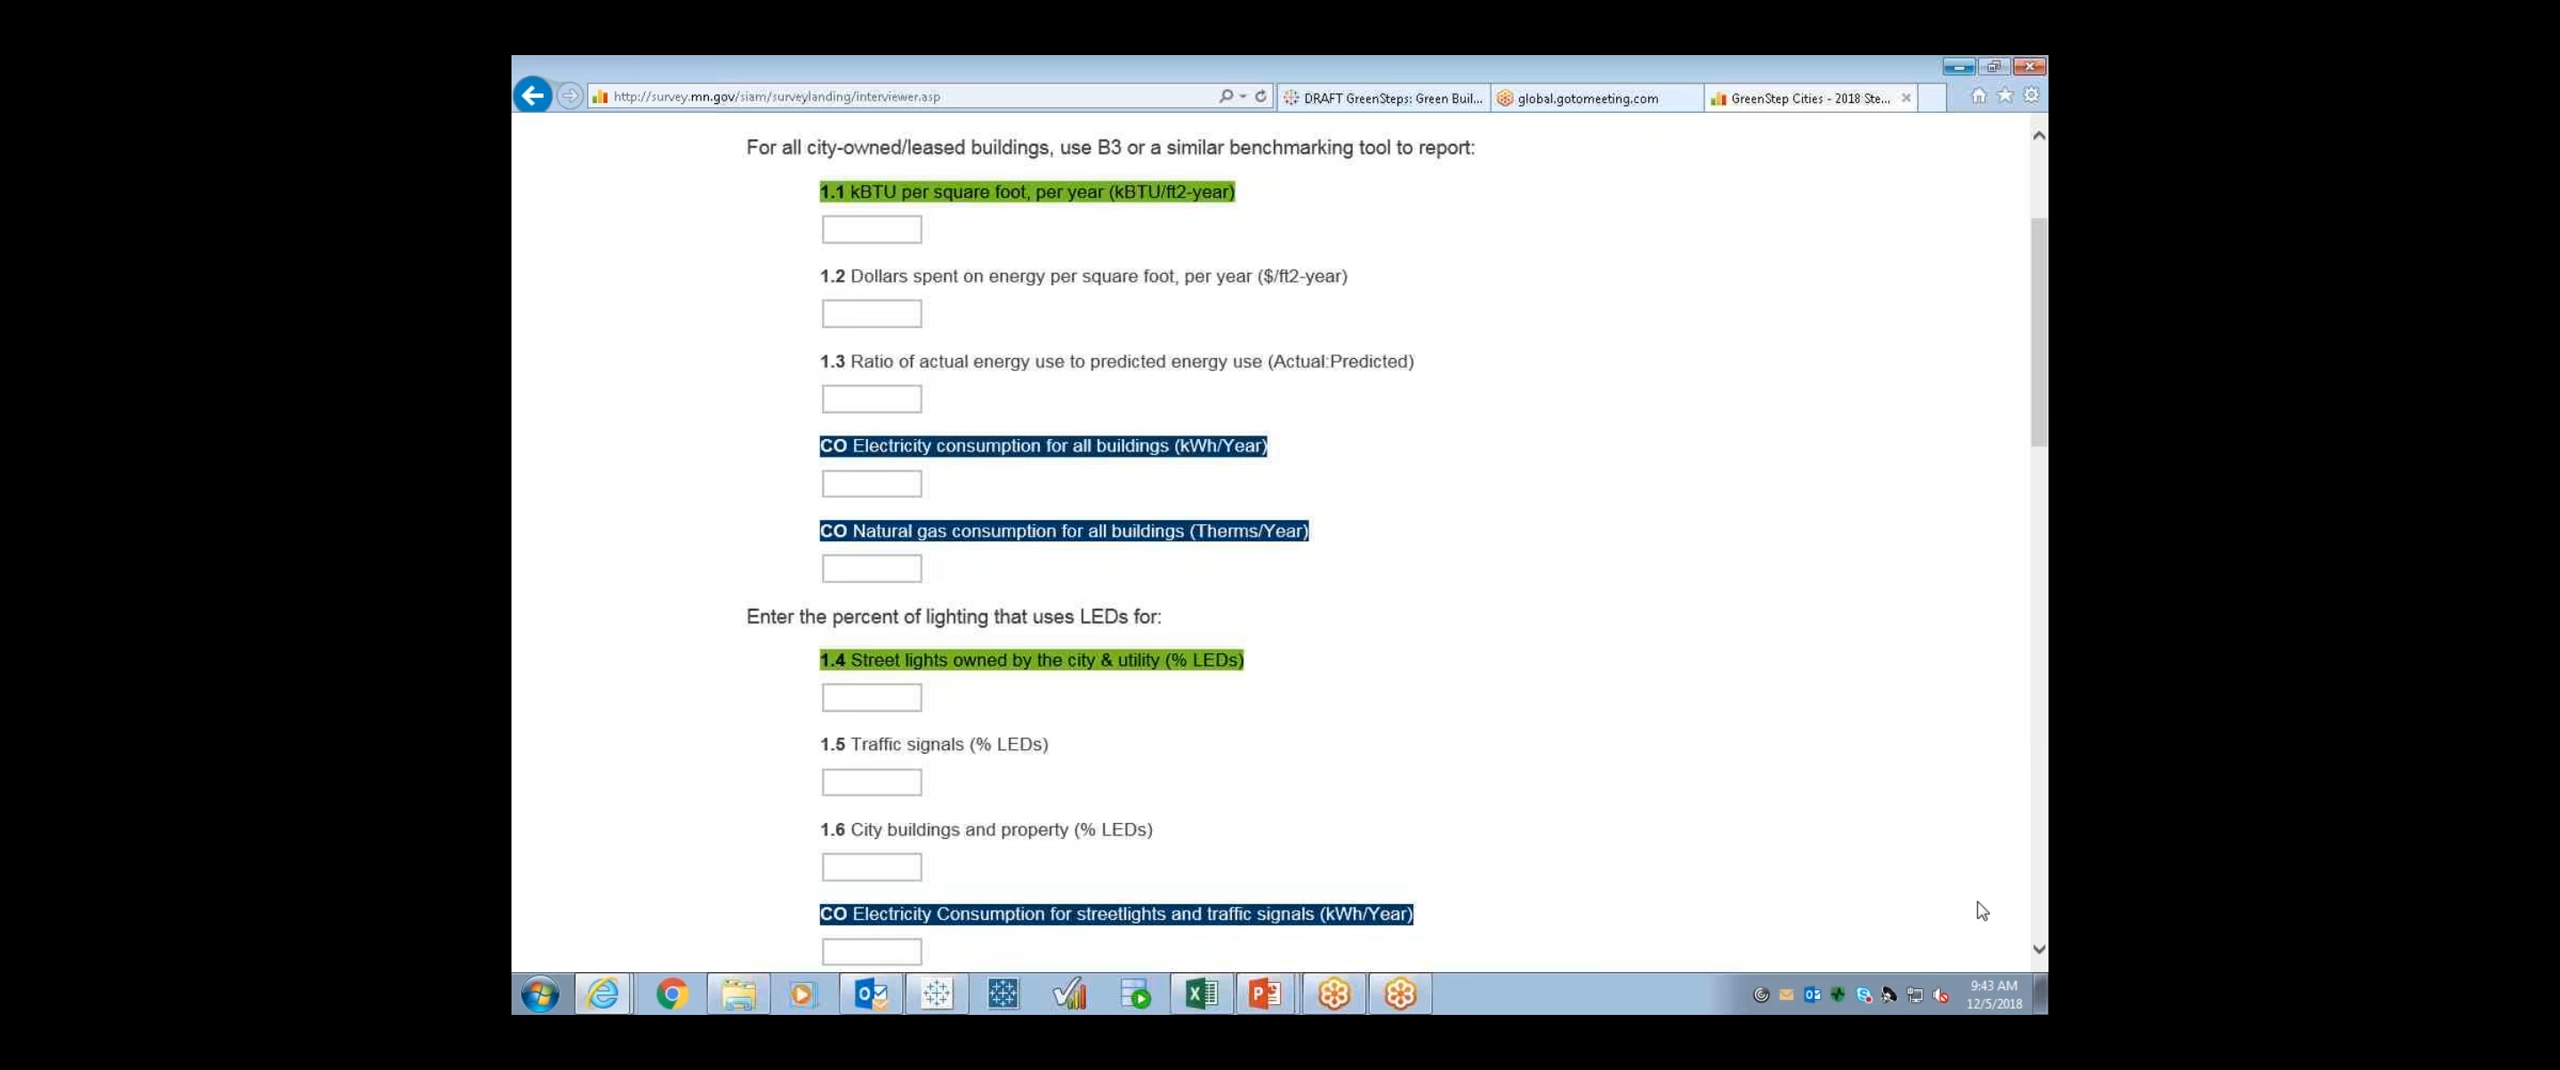 http://survey.mn.gov/siam/surveylanding/interviewer.asp
DRAFT GreenSteps: Green Buil...
global.gotomeeting.com
GreenStep Cities - 2018 Ste...
For all city-owned/leased buildings, use B3 or a similar benchmarking tool to report:
1.1 kBTU per square foot, per year (kBTU/ft2-year)
1.2 Dollars spent on energy per square foot, per year ($/ft2-year)
1.3 Ratio of actual energy use to predicted energy use (Actual:Predicted)
CO Electricity consumption for all buildings (kWh/Year)
CO Natural gas consumption for all buildings (Therms/Year)
Enter the percent of lighting that uses LEDs for:
1.4 Street lights owned by the city & utility (% LEDs)
1.5 Traffic signals (% LEDs)
1.6 City buildings and property (% LEDs)
CO Electricity Consumption for streetlights and traffic signals (kWh/Year)
9:43 AM
12/5/2018